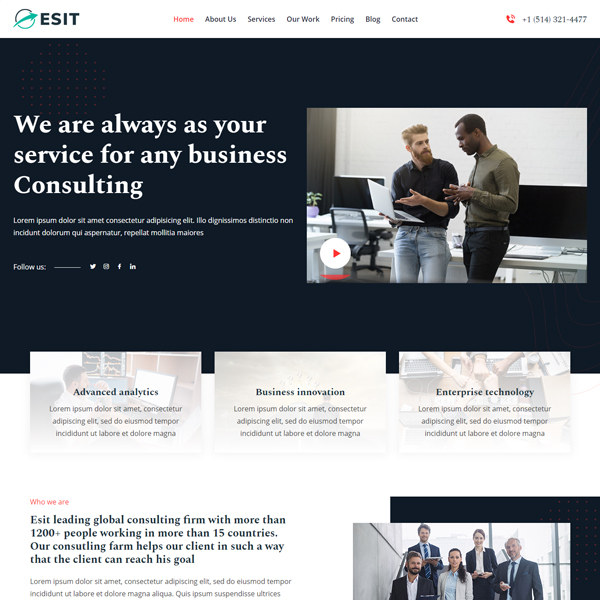 ESIT
Home About Us Services Our Work Pricing Blog Contact
+1 (514) 321-4477
We are always as your
service for any business
Consulting
Lorem ipsum dolor sit amet consectetur adipisicing elit. Illo dignissimos distinctio non
incidunt dolorum qui aspernatur, repellat mollitia maiores
Follow us:
Advanced analytics
Lorem ipsum dolor sit amet, consectetur
adipiscing elit, sed do eiusmod tempor
incididunt ut labore et dolore magna
Business innovation
Lorem ipsum dolor sit amet, consectetur
adipiscing elit, sed do eiusmod tempor
incididunt ut labore et dolore magna
Enterprise technology
Lorem ipsum dolor sit amet, consectetur
adipiscing elit, sed do eiusmod tempor
incididunt ut labore et dolore magna
Who we are
Esit leading global consulting firm with more than
1200+ people working in more than 15 countries.
Our consutling farm helps our client in such a way
that the client can reach his goal
Lorem ipsum dolor sit amet, consectetur adipiscing elit, sed do eiusmod tempor
incididunt ut labore et dolore magna aliqua. Quis ipsum suspendisse ultrices